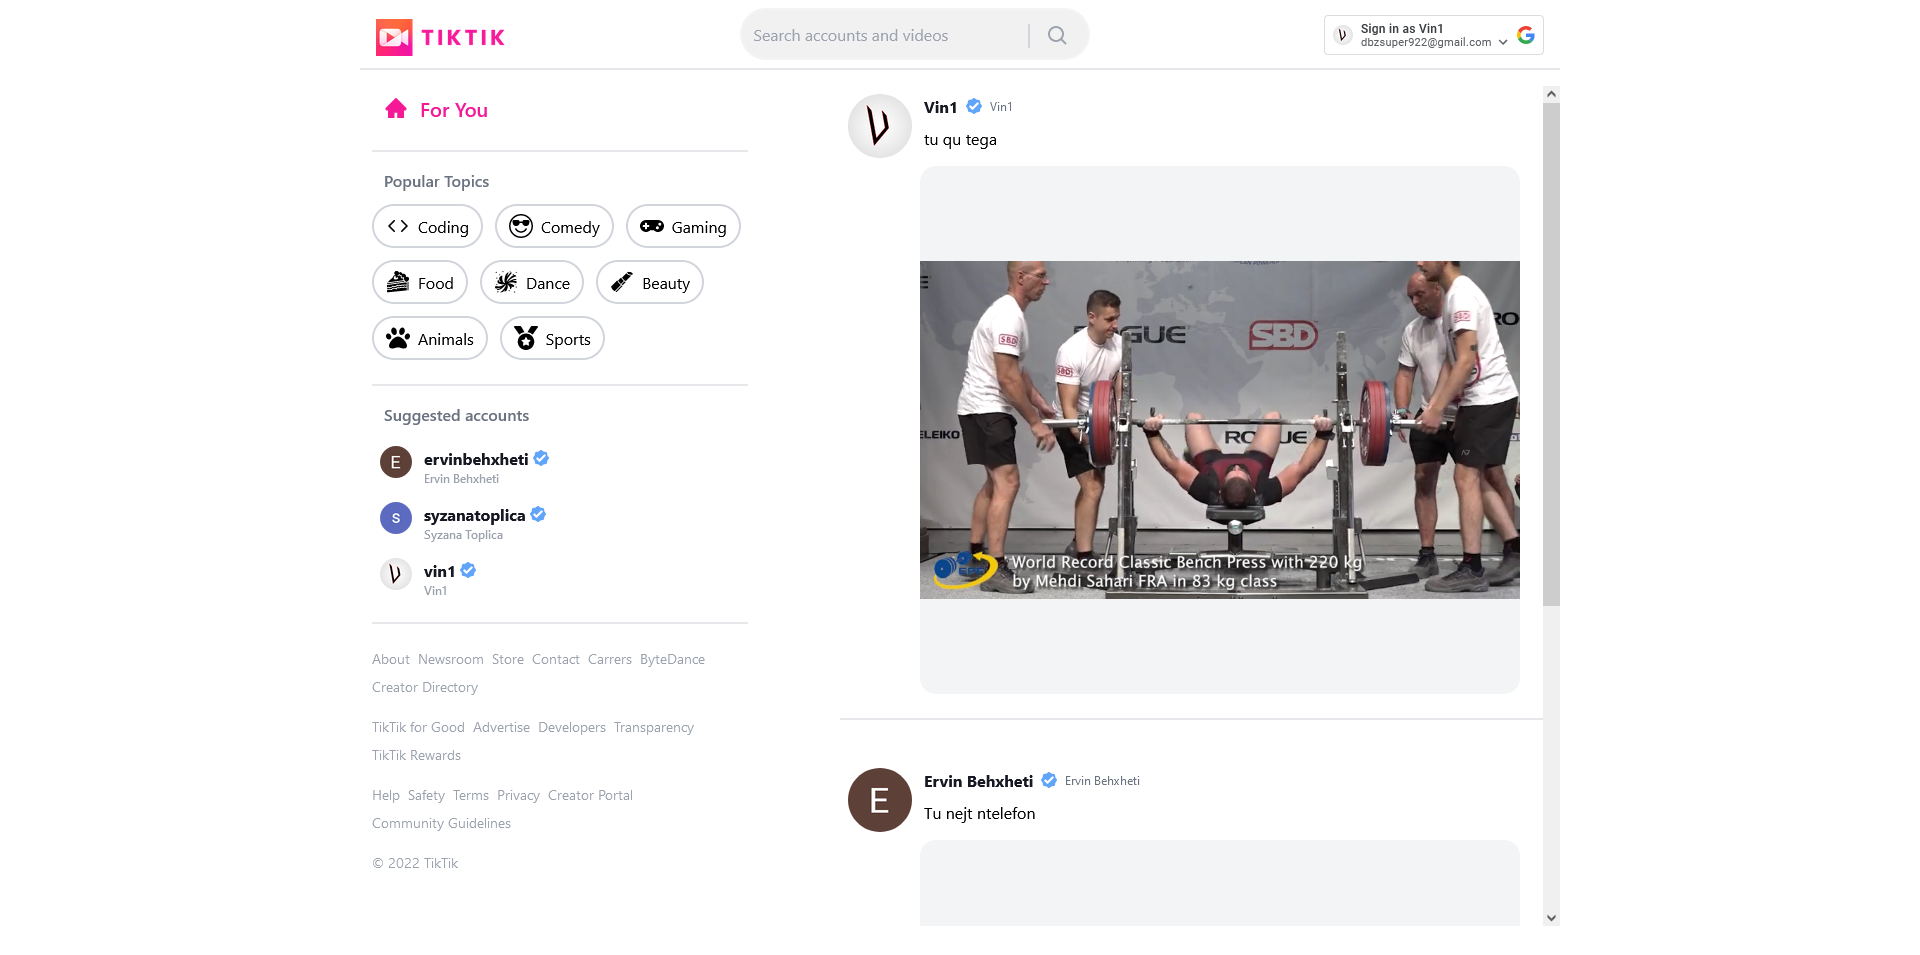 TIKTIK
Search accounts and videos
Sign in as Vin1
dbzsuper922@gmail.com
For You
Popular Topics
Coding
Comedy
Gaming
Food
Dance
Beauty
Animals
Sports
Suggested accounts
E
ervinbehxheti
Ervin Behxheti
s
syzanatoplica
Syzana Toplica
vin1
Vin1
About Newsroom Store Contact Carrers ByteDance
Creator Directory
TikTik for Good Advertise Developers Transparency
TikTik Rewards
Help Safety Terms Privacy Creator Portal
Community Guidelines
© 2022 TikTik
Vin1 Vin1
tu qu tega
SBD
SBD
SBD
SBD
ELEIKO
ROGUE
World Record Classic Bench Press with 220 kg
by Mehdi Sahari FRA in 83 kg class
E
Ervin Behxheti Ervin Behxheti
Tu nejt ntelefon